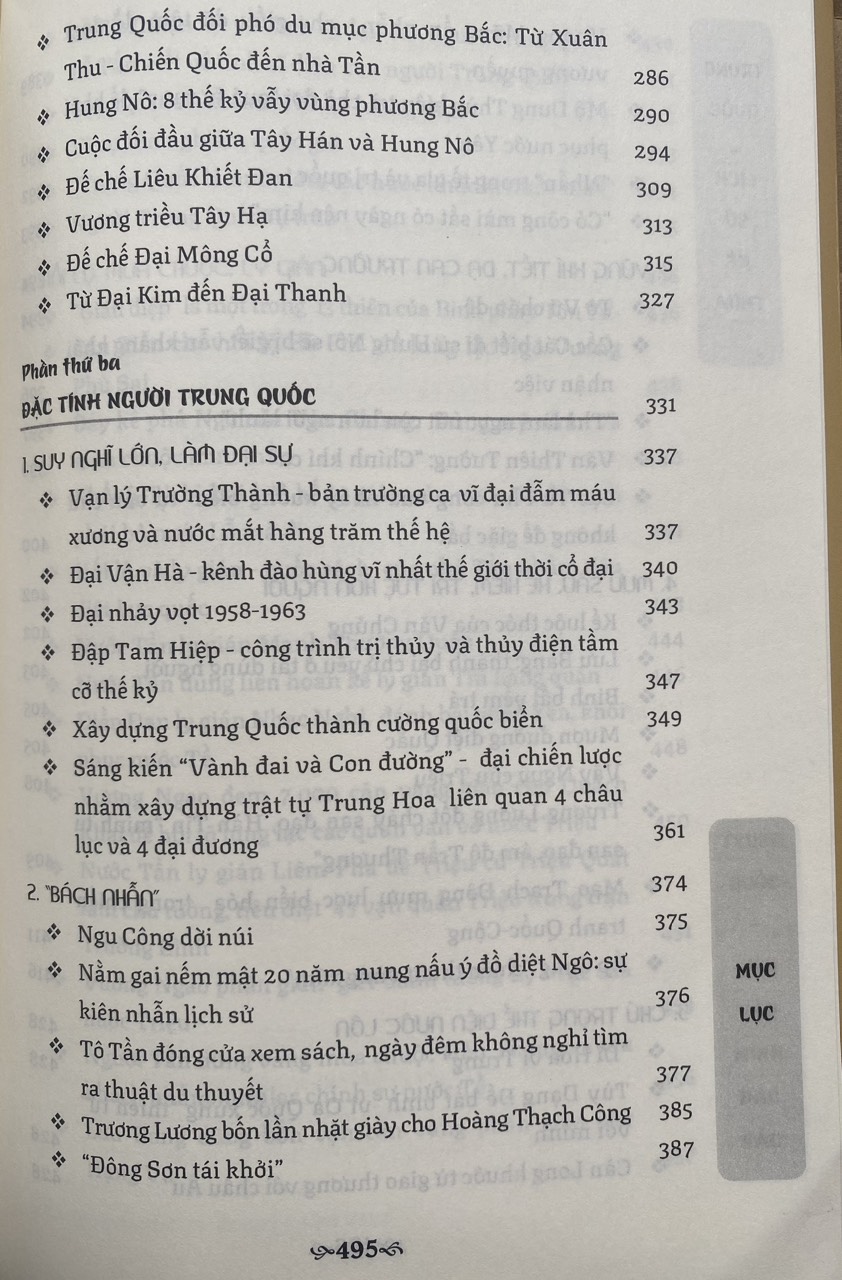 ❖ Trung Quốc đối phó du mục phương Bắc: Từ Xuân
Thu - Chiến Quốc đến nhà Tần 286
❖ Hung Nô: 8 thế kỷ vẫy vùng phương Bắc 290
❖ Cuộc đối đầu giữa Tây Hán và Hung Nô 294
❖ Đế chế Liêu Khiết Đan 309
❖ Vương triều Tây Hạ 313
❖ Đế chế Đại Mông Cổ 315
❖ Từ Đại Kim đến Đại Thanh 327
Phần thứ ba
ĐẶC TÍNH NGƯỜI TRUNG QUỐC 331
1. SUY NGHĨ LỚN, LÀM ĐẠI SỰ 337
❖ Vạn lý Trường Thành - bản trường ca vĩ đại đẫm máu
xương và nước mắt hàng trăm thế hệ 337
❖ Đại Vận Hà - kênh đào hùng vĩ nhất thế giới thời cổ đại 340
❖ Đại nhảy vọt 1958-1963 343
❖ Đập Tam Hiệp - công trình trị thủy và thủy điện tầm
cỡ thế kỷ 347
❖ Xây dựng Trung Quốc thành cường quốc biển 349
❖ Sáng kiến “Vành đai và Con đường” - đại chiến lược
nhằm xây dựng trật tự Trung Hoa liên quan 4 châu
lục và 4 đại dương 361
2. “BÁCH NHẪN” 374
❖ Ngu Công dời núi 375
❖ Nằm gai nếm mật 20 năm nung nấu ý đồ diệt Ngô: sự
kiên nhẫn lịch sử 376
❖ Tô Tần đóng cửa xem sách, ngày đêm không nghỉ tìm
ra thuật du thuyết 377
❖ Trương Lương bốn lần nhặt giày cho Hoàng Thạch Công 385
❖ “Đông Sơn tái khởi” 387
MỤC
LỤC
495